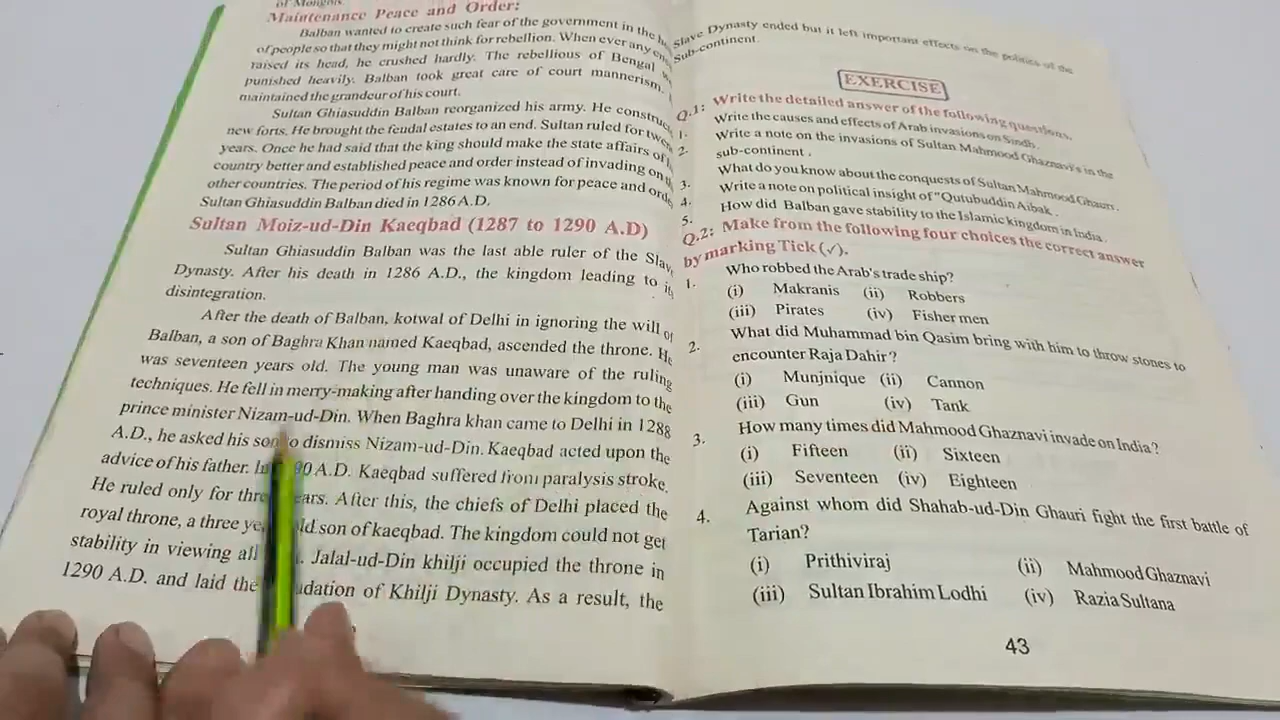 of Mongols.
Maintenance Peace and Order:
Balban wanted to create such fear of the government in the
of people so that they might not think for rebellion. When ever any
raised its head, he crushed hardly. The rebellious of Bengal
punished heavily. Balban took great care of court mannerism.
maintained the grandeur of his court.
Sultan Ghiasuddin Balban reorganized his army. He
new forts. He brought the feudal estates to an end. Sultan ruled for
years. Once he had said that the king should make the state affairs of
country better and established peace and order instead of invading on
other countries. The period of his regime was known for peace and
Sultan Ghiasuddin Balban died in 1286 A.D.
Sultan Moiz-ud-Din Kaeqbad (1287 to 1290 A.D)
Sultan Ghiasuddin Balban was the last able ruler of the
Dynasty. After his death in 1286 A.D., the kingdom leading to
disintegration.
After the death of Balban, kotwal of Delhi in ignoring the will of
Balban, a son of Baghra Khan named Kaeqbad, ascended the throne. He
was seventeen years old. The young man was unaware of the ruling
techniques. He fell in merry-making after handing over the kingdom to the
prince minister Nizam-ud-Din. When Baghra khan came to Delhi in 1288
A.D., he asked his son to dismiss Nizam-ud-Din. Kaeqbad acted upon the
advice of his father. A.D. Kaeqbad suffered from paralysis stroke.
He ruled only for After this, the chiefs of Delhi placed the
royal throne, a three son of kaeqbad. The kingdom could not get
stability in viewing Jalal-ud-Din khilji occupied the throne in
1290 A.D. and laid the of Khilji Dynasty. As a result, the
Slave Dynasty ended but it left important effects on the politics of the
Sub-continent.
EXERCISE
Q.1: Write the detailed answer of the following questions.
1. Write the causes and effects of Arab invasions on Sindh.
2. Write a note on the invasions of Sultan Mahmood Ghaznavi's in the
sub-continent .
3. What do you know about the conquests of Sultan Mahmood Ghauri.
4. Write a note on political insight of "Qutubuddin Aibak .
5. How did Balban gave stability to the Islamic kingdom in India.
Q.2: Make from the following four choices the correct answer
by marking Tick (✓).
1. Who robbed the Arab's trade ship?
(i) Makranis (ii) Robbers
(iii) Pirates (iv) Fisher men
2. What did Muhammad bin Qasim bring with him to throw stones to
encounter Raja Dahir?
(i) Munjnique (ii) Cannon
(iii) Gun (iv) Tank
3. How many times did Mahmood Ghaznavi invade on India?
(i) Fifteen (ii) Sixteen
(iii) Seventeen (iv) Eighteen
4. Against whom did Shahab-ud-Din Ghauri fight the first battle of
Tarian?
(i) Prithiviraj (ii) Mahmood Ghaznavi
(iii) Sultan Ibrahim Lodhi (iv) Razia Sultana
43